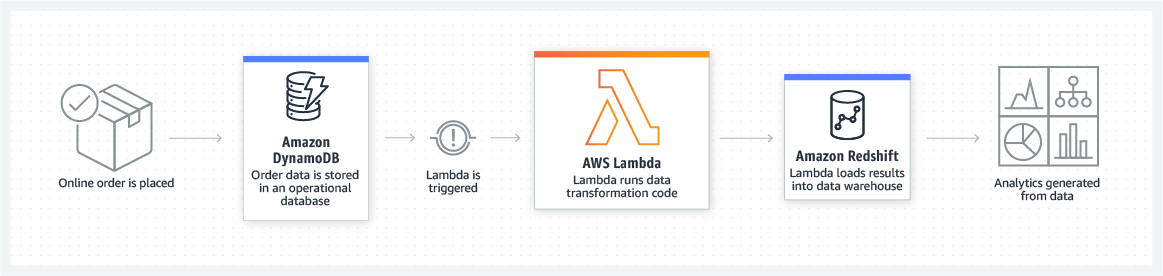 Online order is placed
Amazon
DynamoDB
Order data is stored
in an operational
database
Lambda is
triggered
AWS Lambda
Lambda runs data
transformation code
Amazon Redshift
Lambda loads results
into data warehouse
Analytics generated
from data